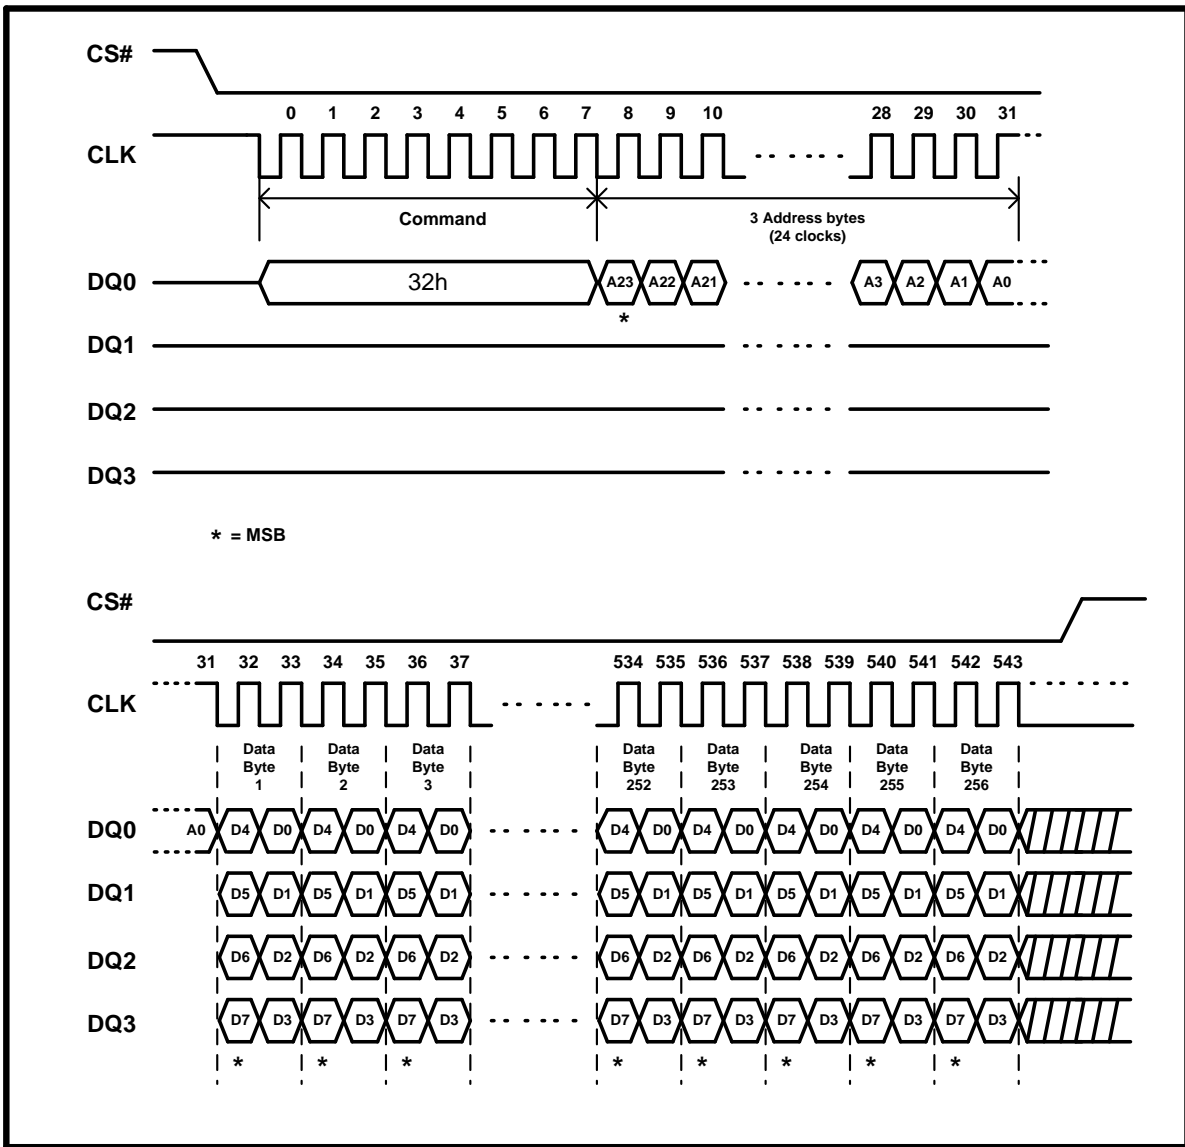 CS#
0 1 2 3 4 5 6 7 8 9 10 28 29 30 31
CLK
Command
3 Address bytes
(24 clocks)
DQ0 32h A23 A22 A21 A3 A2 A1 A0
*
DQ1
DQ2
DQ3
* = MSB
CS#
31 32 33 34 35 36 37 534 535 536 537 538 539 540 541 542 543
CLK
Data Data Data Data Data Data Data Data
Byte Byte Byte Byte Byte Byte Byte Byte
1 2 3 252 253 254 255 256
DQ0 A0 D4 D0 D4 D0 D4 D0 D4 D0 D4 D0 D4 D0 D4 D0 D4 D0
DQ1 D5 D1 D5 D1 D5 D1 D5 D1 D5 D1 D5 D1 D5 D1 D5 D1
DQ2 D6 D2 D6 D2 D6 D2 D6 D2 D6 D2 D6 D2 D6 D2 D6 D2
DQ3 D7 D3 D7 D3 D7 D3 D7 D3 D7 D3 D7 D3 D7 D3 D7 D3
* * * * * * * *